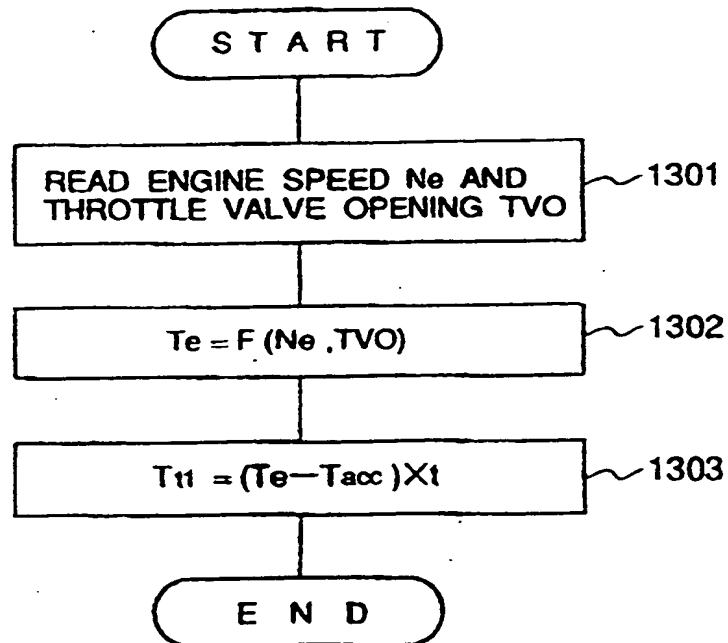 START
READ ENGINE SPEED Ne AND
THROTTLE VALVE OPENING TVO
1301
Te = F (Ne ,TVO)
1302
Tt1 = (Te-Tacc)Xt
1303
END